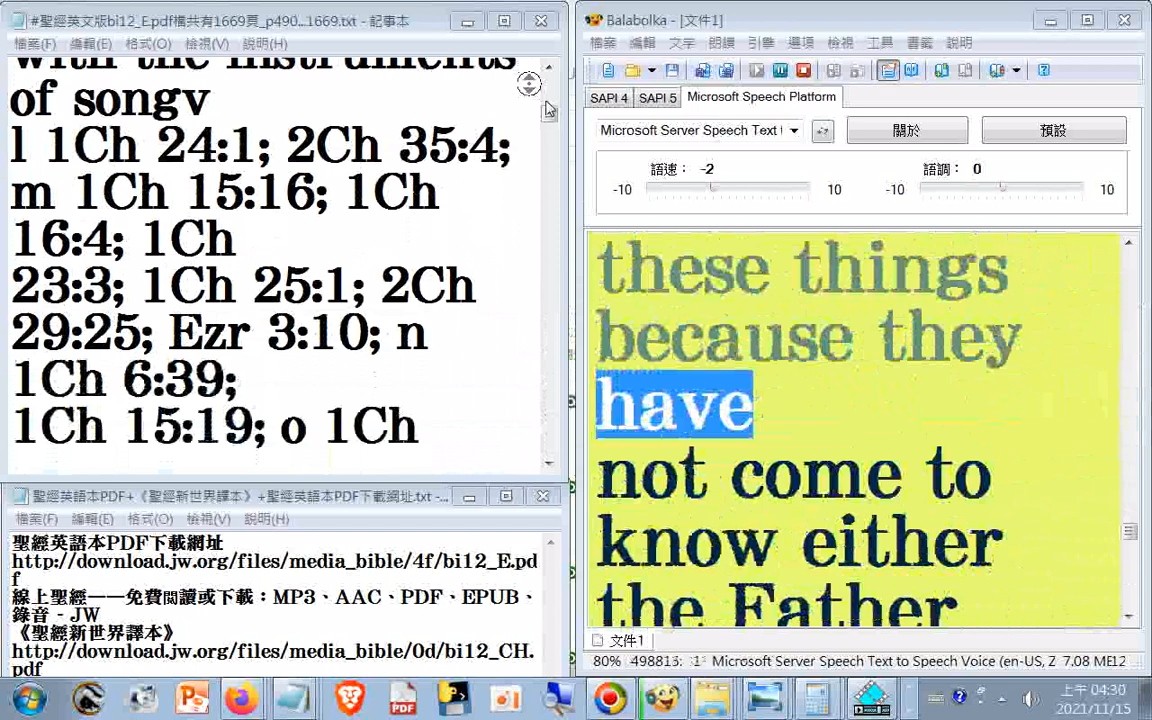 #聖經英文版bi12_E.pdf檔共有1669頁_p490...1669.txt - 記事本
檔案(F) 編輯(E) 格式(O) 檢視(V) 說明(H)
with the instruments
of songv
l 1Ch 24:1; 2Ch 35:4;
m 1Ch 15:16; 1Ch
16:4; 1Ch
23:3; 1Ch 25:1; 2Ch
29:25; Ezr 3:10; n
1Ch 6:39;
1Ch 15:19; o 1Ch
聖經英語本PDF+《聖經新世界譯本》+聖經英語本PDF下載網址.txt - ...
檔案(F) 編輯(E) 格式(O) 檢視(V) 說明(H)
聖經英語本PDF下載網址
http://download.jw.org/files/media_bible/4f/bi12_E.pd
f
線上聖經——免費閱讀或下載：MP3、AAC、PDF、EPUB、
錄音 - JW
《聖經新世界譯本》
http://download.jw.org/files/media_bible/0d/bi12_CH.
pdf
Balabolka - [文件1]
檔案 編輯 文字 朗讀 引擎 選項 檢視 工具 書籤 說明
SAPI 4 SAPI 5 Microsoft Speech Platform
Microsoft Server Speech Text 關於 預設
語速： -2 語調： 0
-10 10 -10 10
these things
because they
have
not come to
know either
the Father
文件1
80% 498813: 1 Microsoft Server Speech Text to Speech Voice (en-US, Z 7.08 ME12
PDF
上午 04:30
2021/11/15